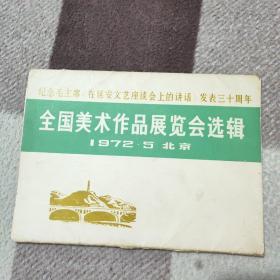 纪念毛主席《在延安文艺座谈会上的讲话》发表三十周年
全国美术作品展览会选辑
1972·5 北京